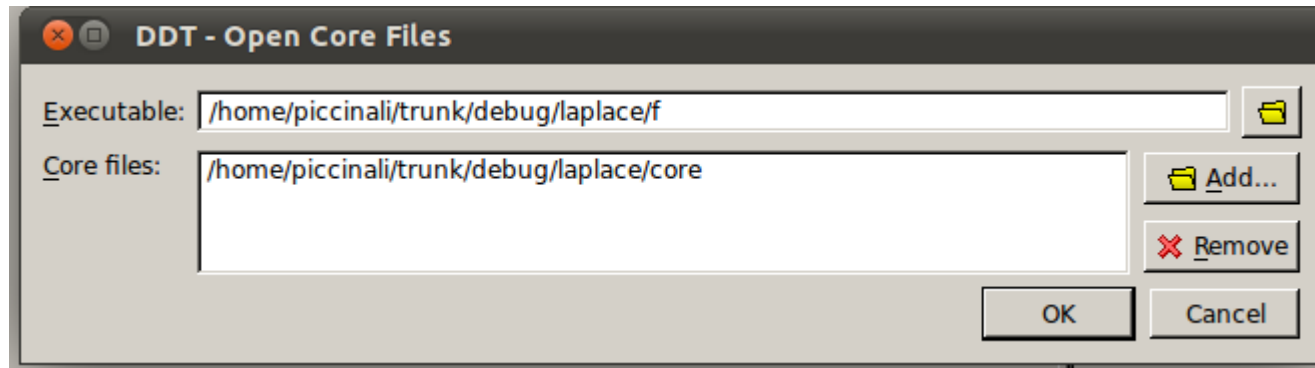 DDT - Open Core Files
Executable: /home/piccinali/trunk/debug/laplace/f
Core files: /home/piccinali/trunk/debug/laplace/core
Add...
Remove
OK Cancel